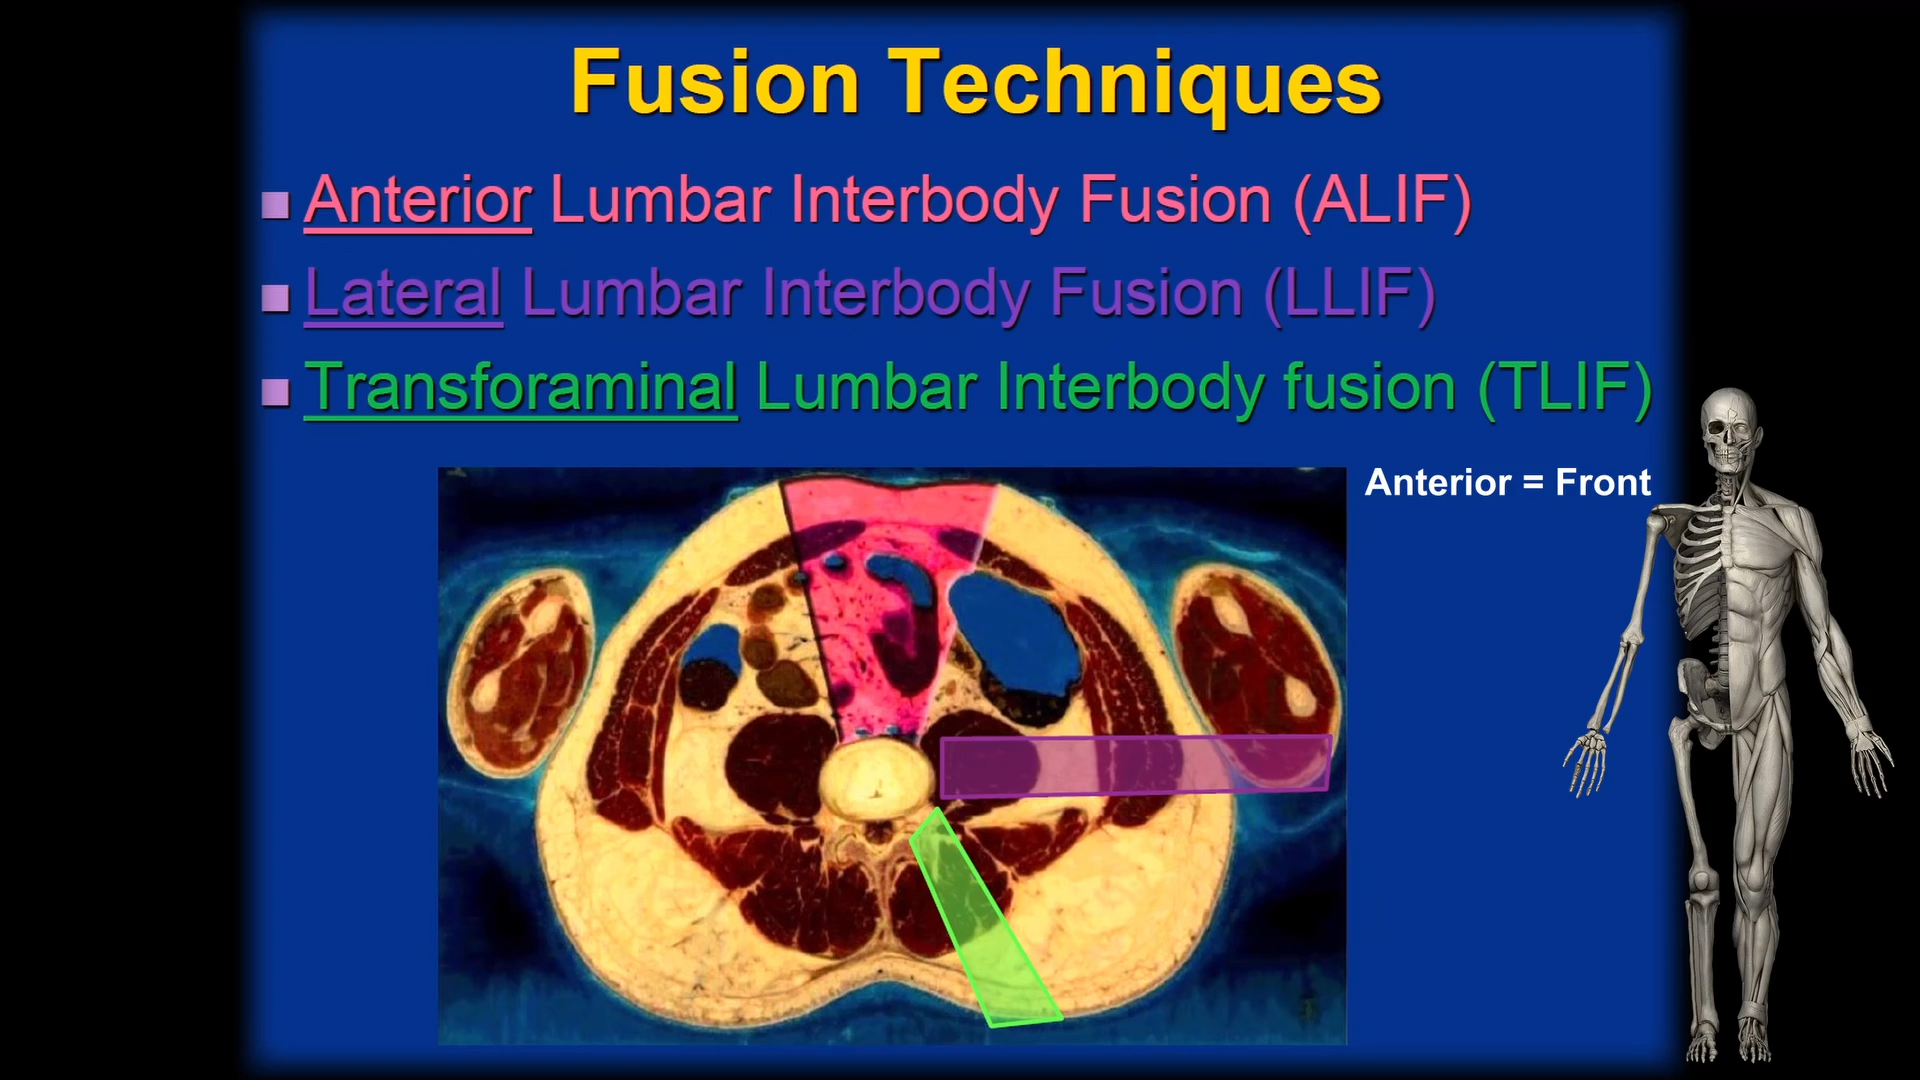 Fusion Techniques
Anterior Lumbar Interbody Fusion (ALIF)
Lateral Lumbar Interbody Fusion (LLIF)
Transforaminal Lumbar Interbody fusion (TLIF)
Anterior = Front